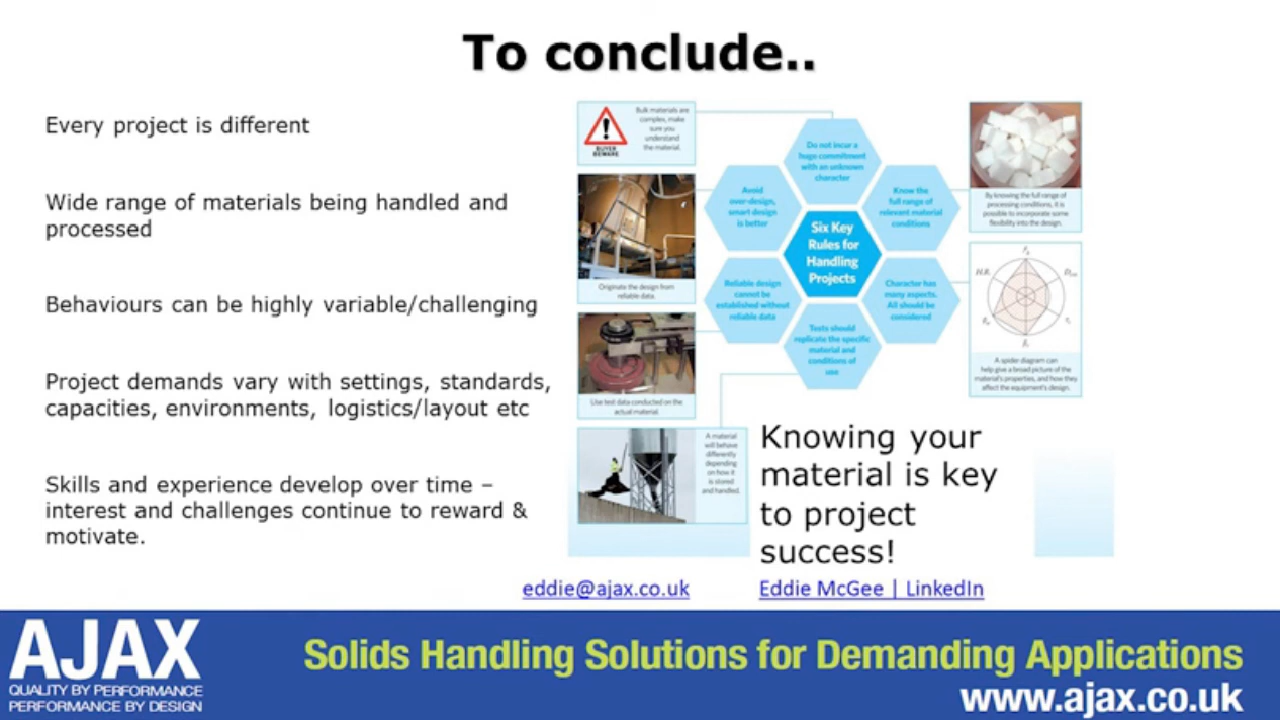 To conclude..
Every project is different
Wide range of materials being handled and
processed
Behaviours can be highly variable/challenging
Project demands vary with settings, standards,
capacities, environments, logistics/layout etc
Skills and experience develop over time –
interest and challenges continue to reward &
motivate.
BUYER
BEWARE
Bulk materials are
complex, make
sure you
understand
the material.
Originate the design from
reliable data.
Use test data conducted on the
actual material.
A material
will behave
differently
depending
on how it
is stored
and handled.
Do not incur a
huge commitment
with an unknown
character
Avoid
over-design,
smart design
is better
Know the
full range of
relevant material
conditions
Six Key
Rules for
Handling
Projects
Reliable design
cannot be
established without
reliable data
Character has
many aspects.
All should be
considered
Tests should
replicate the specific
material and
conditions of
use
By knowing the full range of
processing conditions, it is
possible to incorporate some
flexibility into the design.
A spider diagram can
help give a broad picture of the
material's properties, and how they
affect the equipment's design.
Knowing your
material is key
to project
success!
eddie@ajax.co.uk
Eddie McGee | LinkedIn
AJAX
QUALITY BY PERFORMANCE
PERFORMANCE BY DESIGN
Solids Handling Solutions for Demanding Applications
www.ajax.co.uk